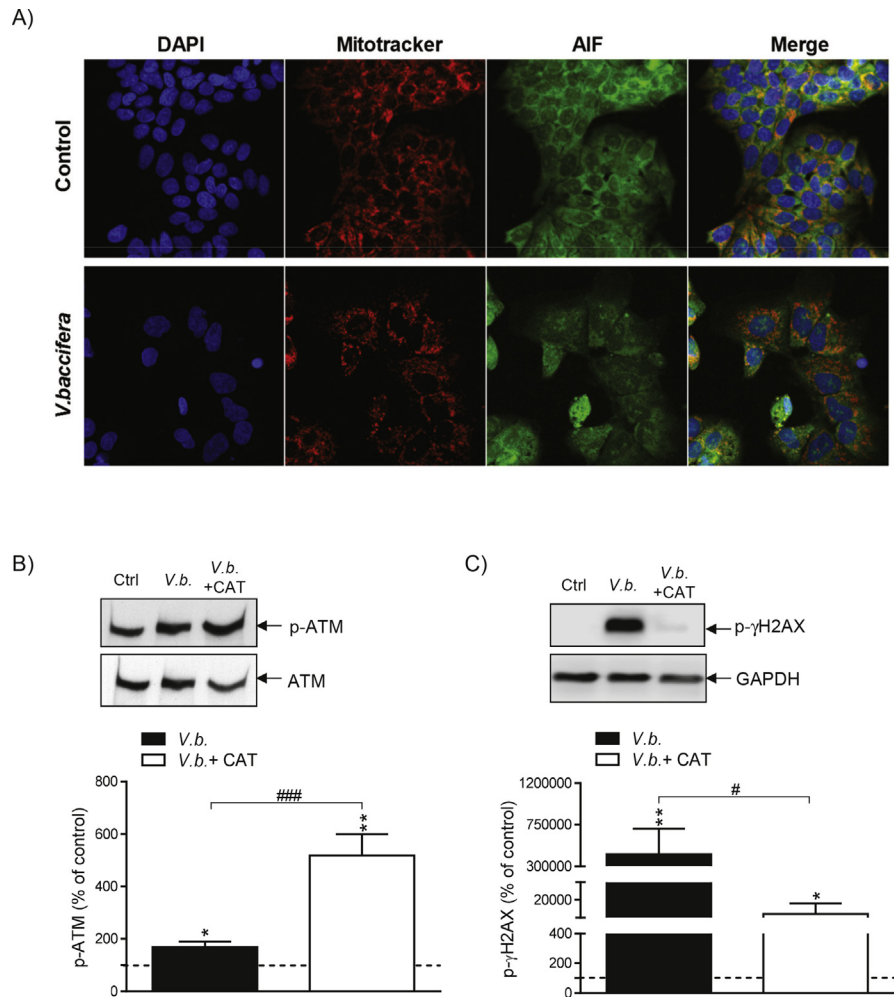 A)
DAPI Mitotracker AIF Merge
Control
V.baccifera
B)
Ctrl V.b. V.b. +CAT
p-ATM
ATM
V.b.
V.b.+ CAT
p-ATM (% of control)
800
600
400
200
0
###
*
**
C)
Ctrl V.b. V.b. +CAT
p-γH2AX
GAPDH
V.b.
V.b.+ CAT
p-γH2AX (% of control)
1200000
750000
300000
20000
400
200
0
#
**
*